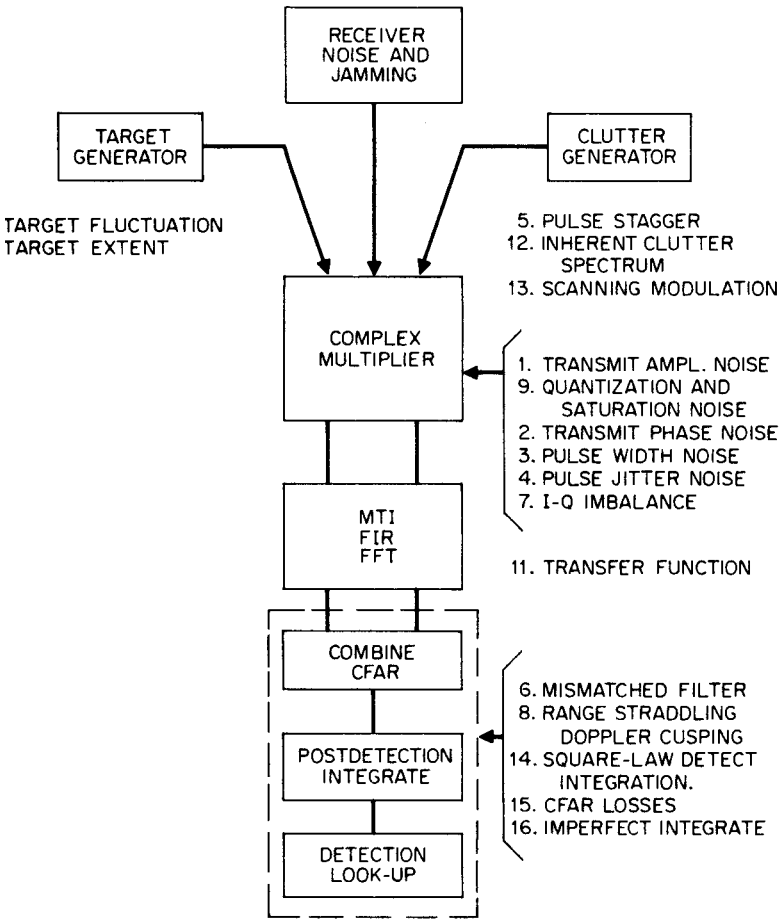 RECEIVER
NOISE AND
JAMMING
TARGET
GENERATOR
CLUTTER
GENERATOR
TARGET FLUCTUATION
TARGET EXTENT
5. PULSE STAGGER
12. INHERENT CLUTTER
SPECTRUM
13. SCANNING MODULATION
COMPLEX
MULTIPLIER
1. TRANSMIT AMPL. NOISE
9. QUANTIZATION AND
SATURATION NOISE
2. TRANSMIT PHASE NOISE
3. PULSE WIDTH NOISE
4. PULSE JITTER NOISE
7. I-Q IMBALANCE
MTI
FIR
FFT
11. TRANSFER FUNCTION
COMBINE
CFAR
POSTDETECTION
INTEGRATE
DETECTION
LOOK-UP
6. MISMATCHED FILTER
8. RANGE STRADDLING
DOPPLER CUSPING
14. SQUARE-LAW DETECT
INTEGRATION.
15. CFAR LOSSES
16. IMPERFECT INTEGRATE